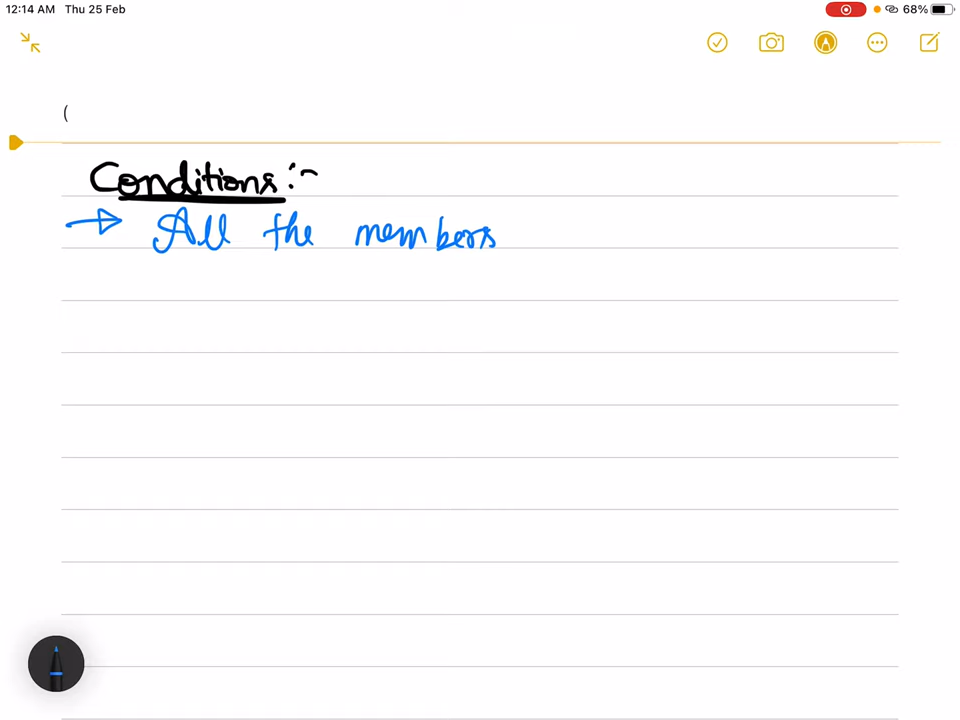 12:14 AM Thu 25 Feb 68%
(
Conditions :-
→ All the members